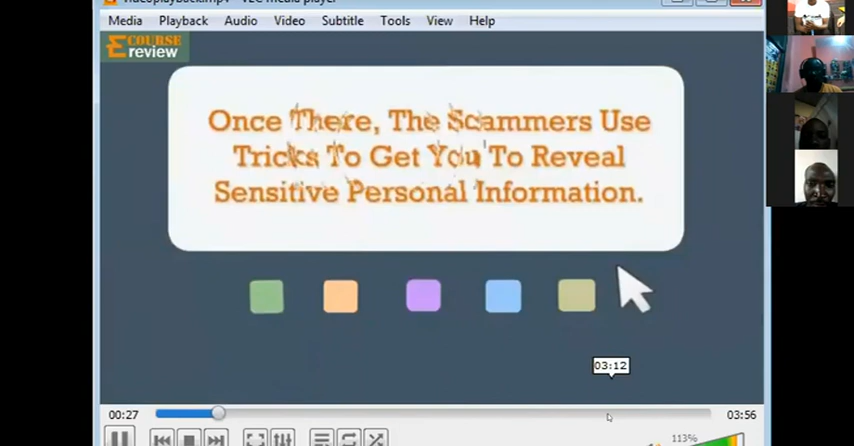 Media Playback Audio Video Subtitle Tools View Help
E COURSE
review
Once There, The Scammers Use
Tricks To Get You To Reveal
Sensitive Personal Information.
03:12
00:27 03:56
113%